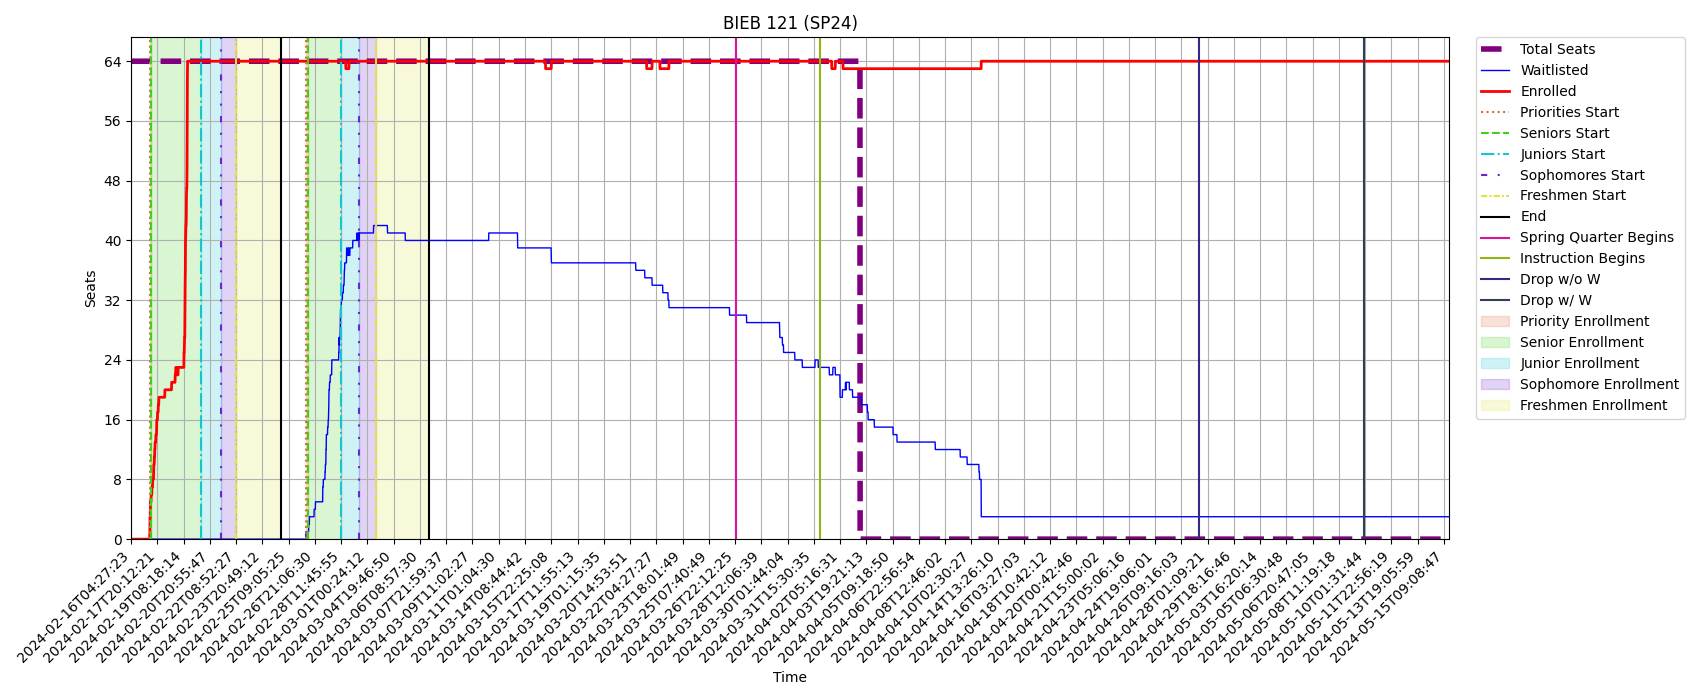 BIEB 121 (SP24)
Seats
64
56
48
40
32
24
16
8
0
2024-02-16T04:27:23
2024-02-17T20:12:21
2024-02-19T08:18:14
2024-02-20T20:55:47
2024-02-22T08:52:27
2024-02-23T20:49:12
2024-02-25T09:05:25
2024-02-26T21:06:30
2024-02-28T11:45:55
2024-03-01T00:24:12
2024-03-04T19:46:50
2024-03-06T08:57:30
2024-03-07T21:59:37
2024-03-09T11:02:27
2024-03-11T01:04:30
2024-03-14T08:44:42
2024-03-15T22:25:08
2024-03-17T11:55:13
2024-03-19T01:15:35
2024-03-20T14:53:51
2024-03-22T04:27:27
2024-03-23T18:01:49
2024-03-25T07:40:49
2024-03-26T22:12:25
2024-03-28T12:06:39
2024-03-30T01:44:04
2024-03-31T15:30:35
2024-04-02T05:16:31
2024-04-03T19:21:13
2024-04-05T09:18:50
2024-04-06T22:56:54
2024-04-08T12:46:02
2024-04-10T02:30:27
2024-04-14T13:26:10
2024-04-16T03:27:03
2024-04-18T10:42:12
2024-04-20T00:42:46
2024-04-21T15:00:02
2024-04-23T05:06:16
2024-04-24T19:06:01
2024-04-26T09:16:03
2024-04-28T01:09:21
2024-04-29T18:16:46
2024-05-03T16:20:14
2024-05-05T06:30:48
2024-05-06T20:47:05
2024-05-08T11:19:18
2024-05-10T01:31:44
2024-05-11T22:56:19
2024-05-13T19:05:59
2024-05-15T09:08:47
Time
Total Seats
Waitlisted
Enrolled
Priorities Start
Seniors Start
Juniors Start
Sophomores Start
Freshmen Start
End
Spring Quarter Begins
Instruction Begins
Drop w/o W
Drop w/ W
Priority Enrollment
Senior Enrollment
Junior Enrollment
Sophomore Enrollment
Freshmen Enrollment